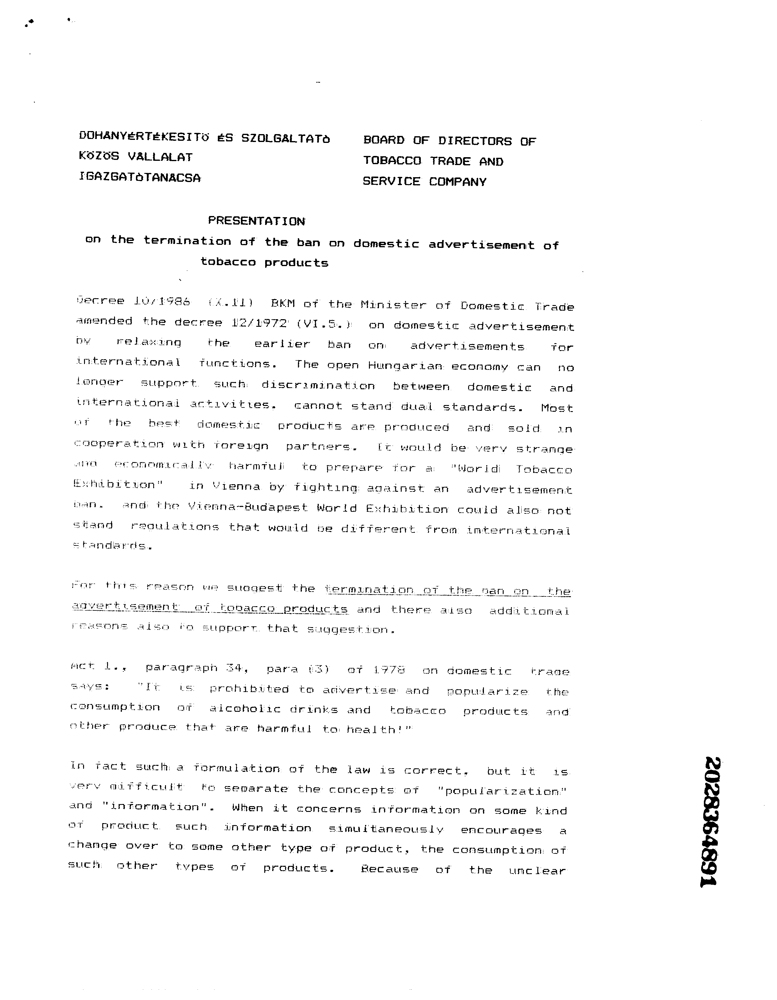 DOHANYÉRTÉKESITÖ ÉS SZOLGALTATÒ
KÖZÖS VALLALAT
IGAZGATÒTANACSA
BOARD OF DIRECTORS OF
TOBACCO TRADE AND
SERVICE COMPANY
PRESENTATION
on the termination of the ban on domestic advertisement of
tobacco products
Decree 10/1986 (X.11) BKM of the Minister of Domestic Trade
amended the decree 12/1972 (VI.5.) on domestic advertisement
by relaxing the earlier ban on advertisements for
international functions. The open Hungarian economy can no
longer support such discrimination between domestic and
international activities. cannot stand dual standards. Most
of the best domestic products are produced and sold in
cooperation with foreign partners. It would be very strange
and economically harmful to prepare for a "World Tobacco
Exhibition" in Vienna by fighting against an advertisement
ban. and the Vienna-Budapest World Exhibition could also not
stand regulations that would be different from international
standards.
For this reason we suggest the termination of the ban on the
advertisement of tobacco products and there also additional
reasons also to support that suggestion.
Act 1., paragraph 34, para (3) of 1978 on domestic trade
says: "It is prohibited to advertise and popularize the
consumption of alcoholic drinks and tobacco products and
other produce that are harmful to health!"
In fact such a formulation of the law is correct, but it is
very difficult to separate the concepts of "popularization"
and "information". When it concerns information on some kind
of product such information simultaneously encourages a
change over to some other type of product, the consumption of
such other types of products. Because of the unclear
2028364891